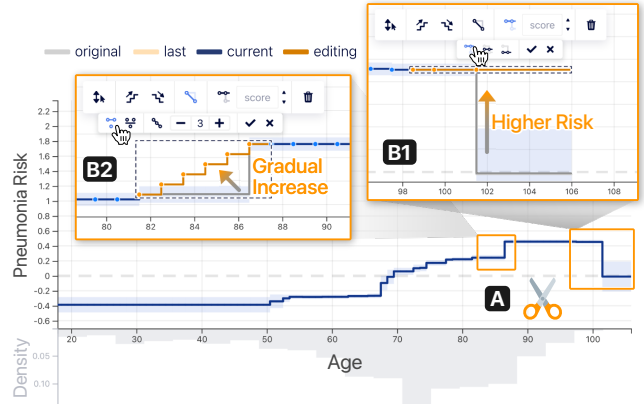 original last current editing
score
3
B2
Gradual
Increase
80 82 84 86 88 90
score
Higher Risk
B1
98 100 102 104 106 108
Pneumonia Risk
2.2
2
1.8
1.6
1.4
1.2
1
0.8
0.6
0.4
0.2
0
-0.2
-0.4
-0.6
A
20 30 40 50 60 70 80 90 100
Age
Density
0.05
0.10